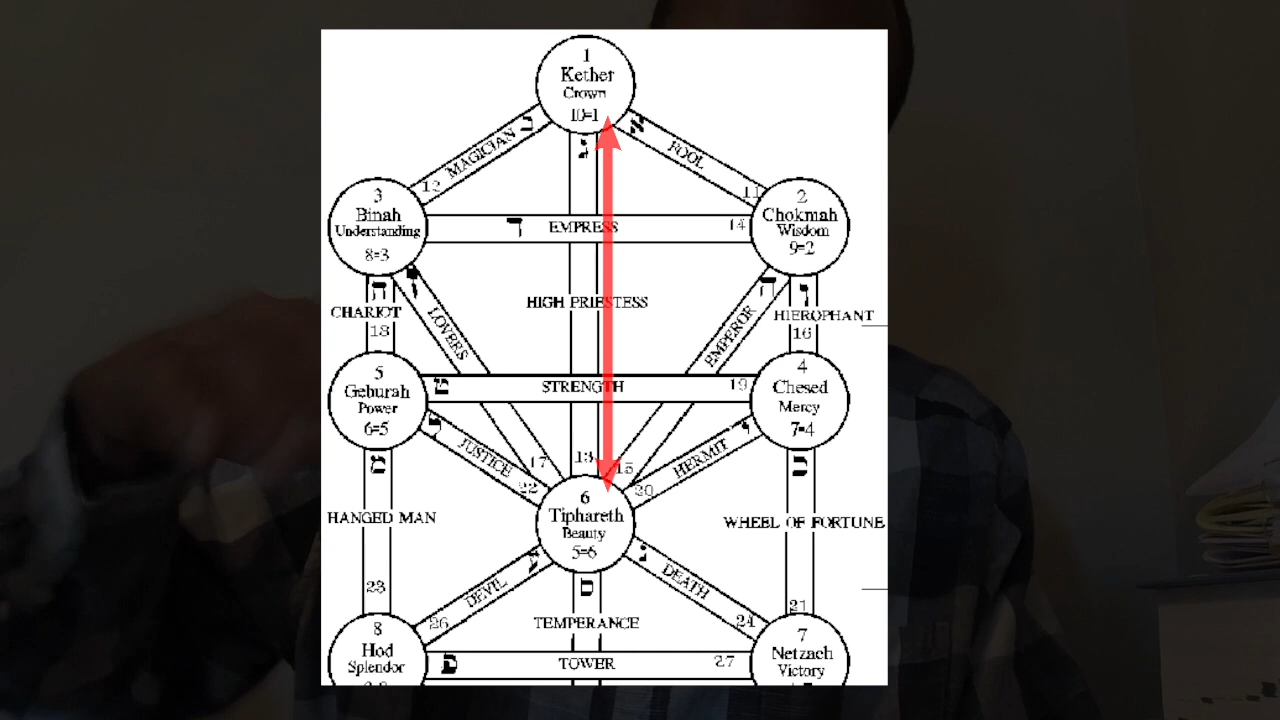 1
Kether
Crown
10=1
ב
א
ג
MAGICIAN
FOOL
12
11
3
Binah
Understanding
8=3
2
Chokmah
Wisdom
9=2
ד
EMPRESS
14
ה
ו
ח
CHARIOT
18
LOVERS
HIGH PRIESTESS
EMPEROR
HIEROPHANT
16
5
Geburah
Power
6=5
4
Chesed
Mercy
7=4
STRENGTH
19
י
JUSTICE
17
22
13
15
20
HERMIT
מ
כ
6
Tiphareth
Beauty
5=6
HANGED MAN
WHEEL OF FORTUNE
ע
נ
DEVIL
DEATH
ס
23
21
26
TEMPERANCE
24
8
Hod
Splendor
7
Netzach
Victory
פ
TOWER
27